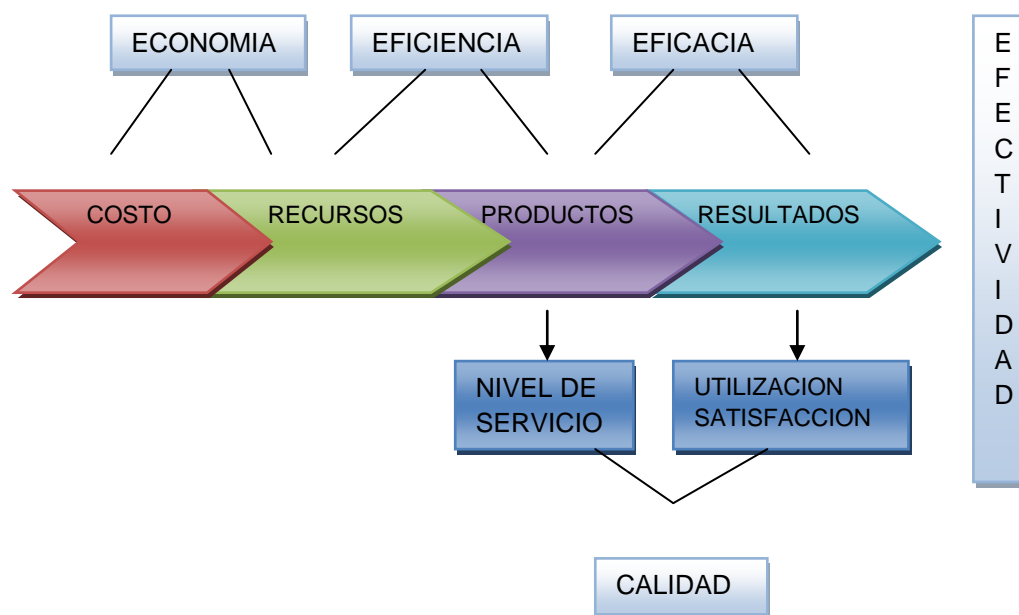 ECONOMIA
EFICIENCIA
EFICACIA
COSTO
RECURSOS
PRODUCTOS
RESULTADOS
NIVEL DE
SERVICIO
UTILIZACION
SATISFACCION
CALIDAD
E
F
E
C
T
I
V
I
D
A
D